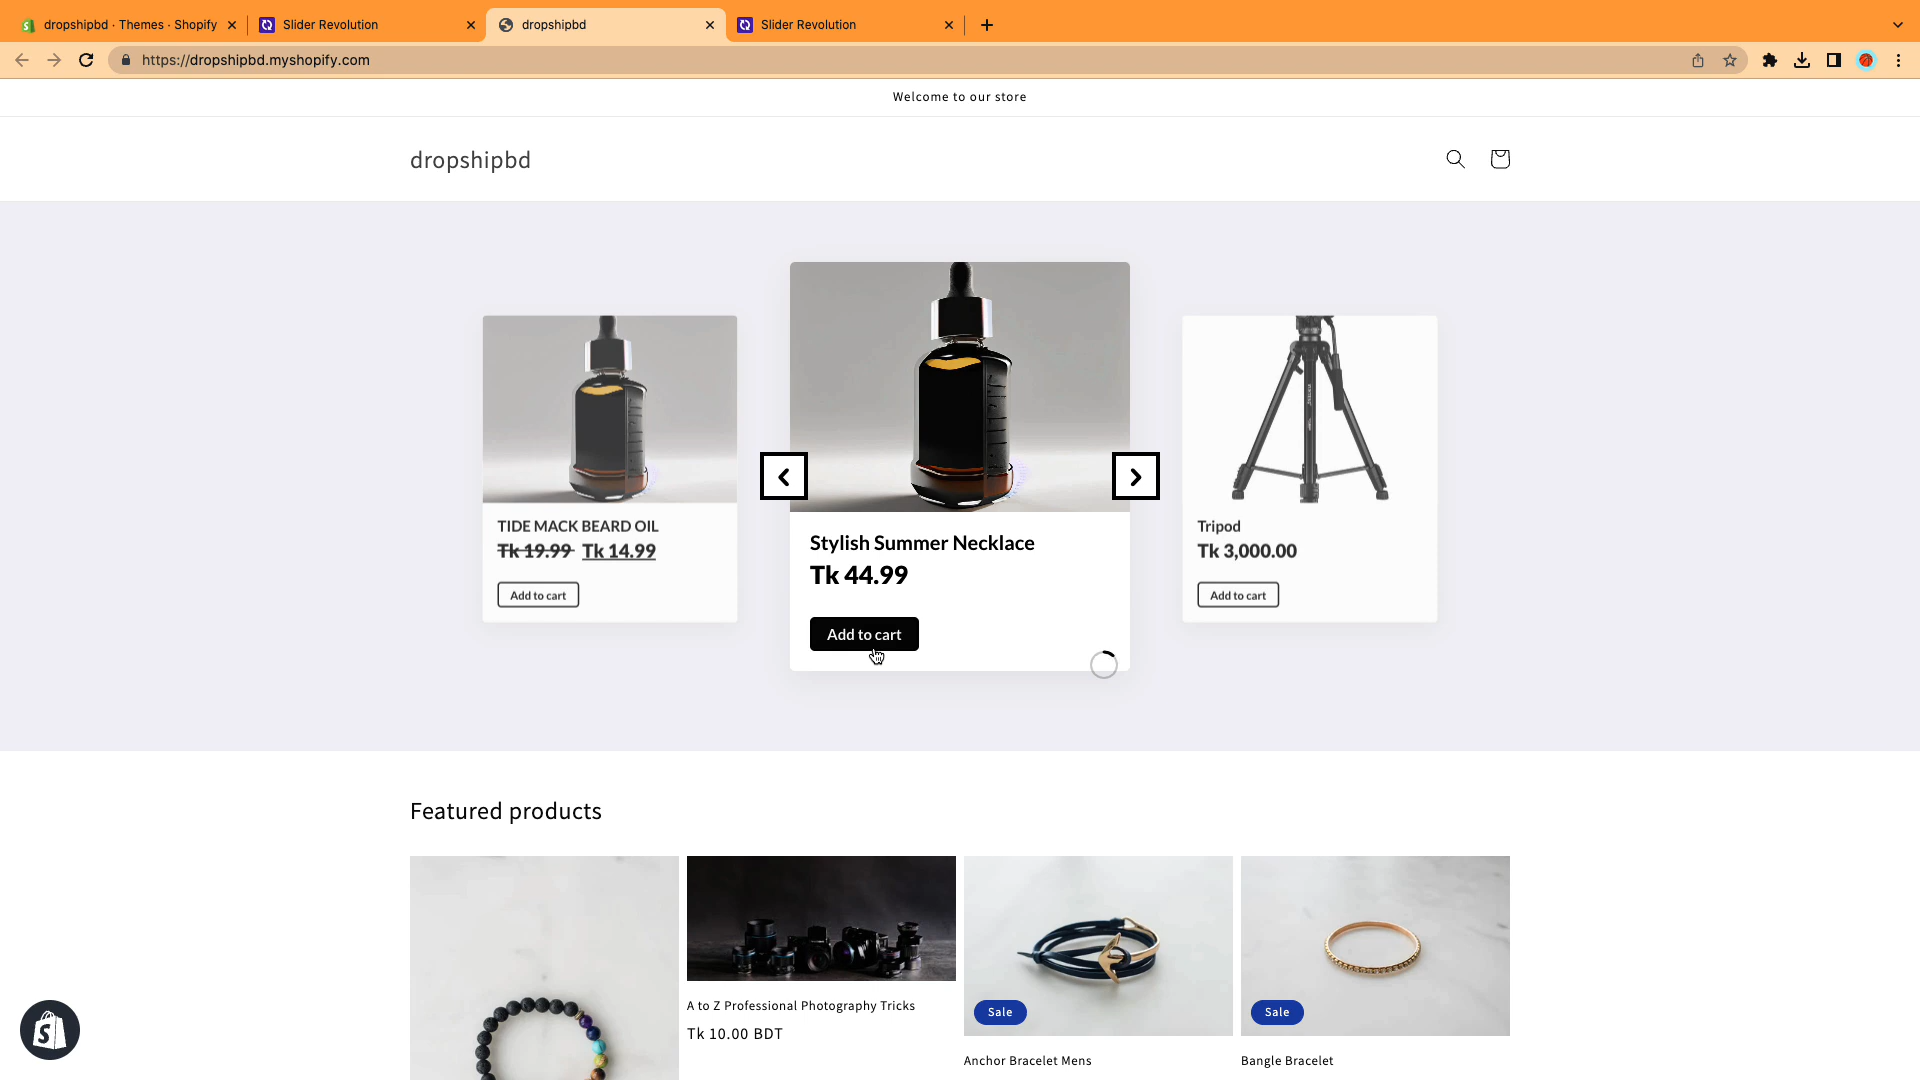 dropshipbd · Themes · Shopify
Slider Revolution
dropshipbd
Slider Revolution
https://dropshipbd.myshopify.com
Welcome to our store
dropshipbd
TIDE MACK BEARD OIL
Tk 19.99 Tk 14.99
Add to cart
Stylish Summer Necklace
Tk 44.99
Add to cart
Tripod
Tk 3,000.00
Add to cart
Featured products
A to Z Professional Photography Tricks
Tk 10.00 BDT
Sale
Anchor Bracelet Mens
Sale
Bangle Bracelet